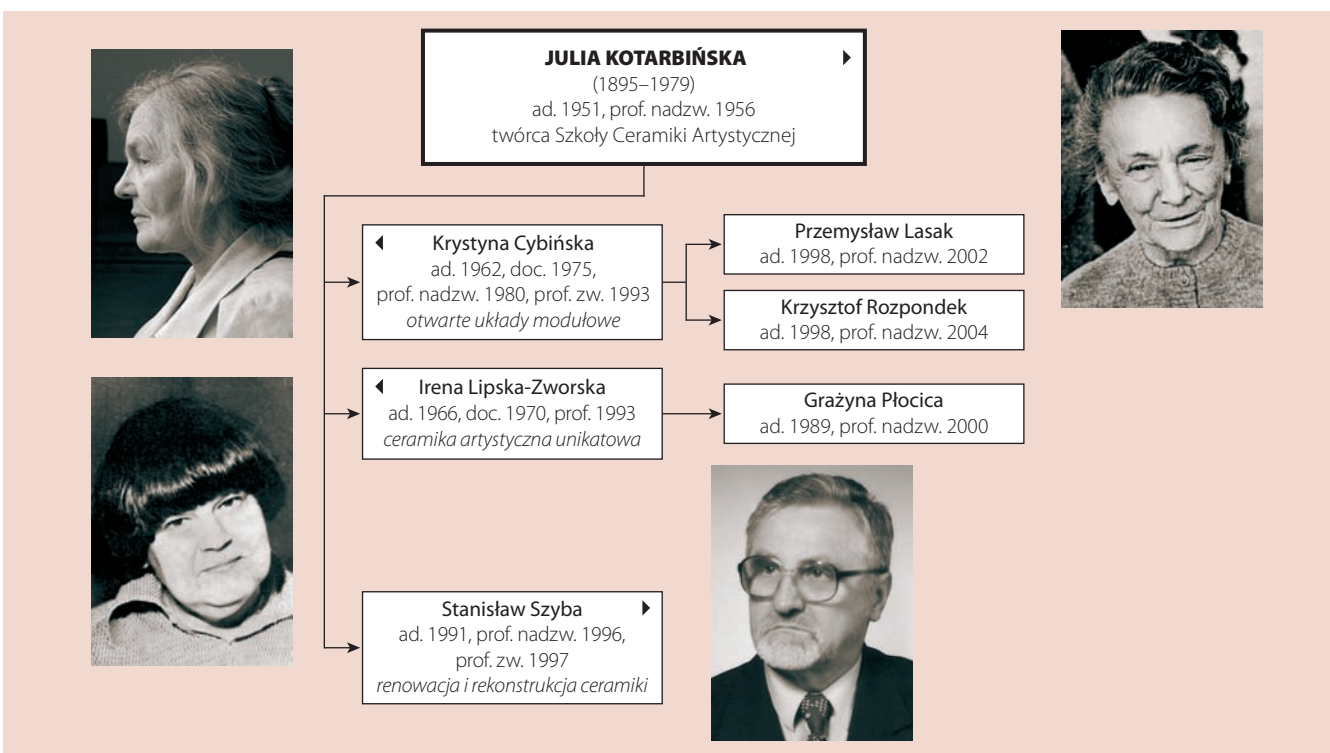 JULIA KOTARBIŃSKA
(1895–1979)
ad. 1951, prof. nadzw. 1956
twórca Szkoły Ceramiki Artystycznej
Krystyna Cybińska
ad. 1962, doc. 1975,
prof. nadzw. 1980, prof. zw. 1993
otwarte układy modułowe
Przemysław Lasak
ad. 1998, prof. nadzw. 2002
Krzysztof Rozpondek
ad. 1998, prof. nadzw. 2004
Irena Lipska-Zworska
ad. 1966, doc. 1970, prof. 1993
ceramika artystyczna unikatowa
Grażyna Płocica
ad. 1989, prof. nadzw. 2000
Stanisław Szyba
ad. 1991, prof. nadzw. 1996,
prof. zw. 1997
renowacja i rekonstrukcja ceramiki